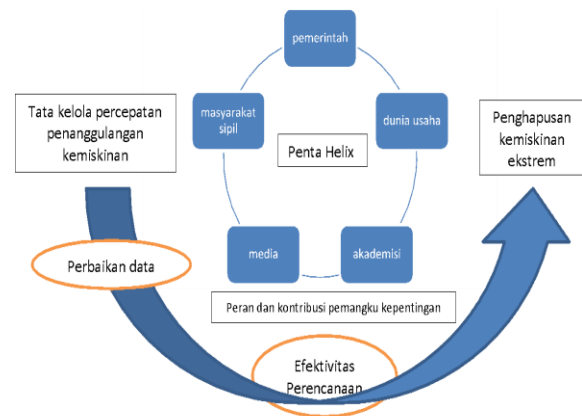 pemerintah
masyarakat
sipil
dunia usaha
Tata kelola percepatan
penanggulangan
kemiskinan
Penta Helix
Penghapusan
kemiskinan
ekstrem
media
akademisi
Perbaikan data
Peran dan kontribusi pemangku kepentingan
Efektivitas
Perencanaan